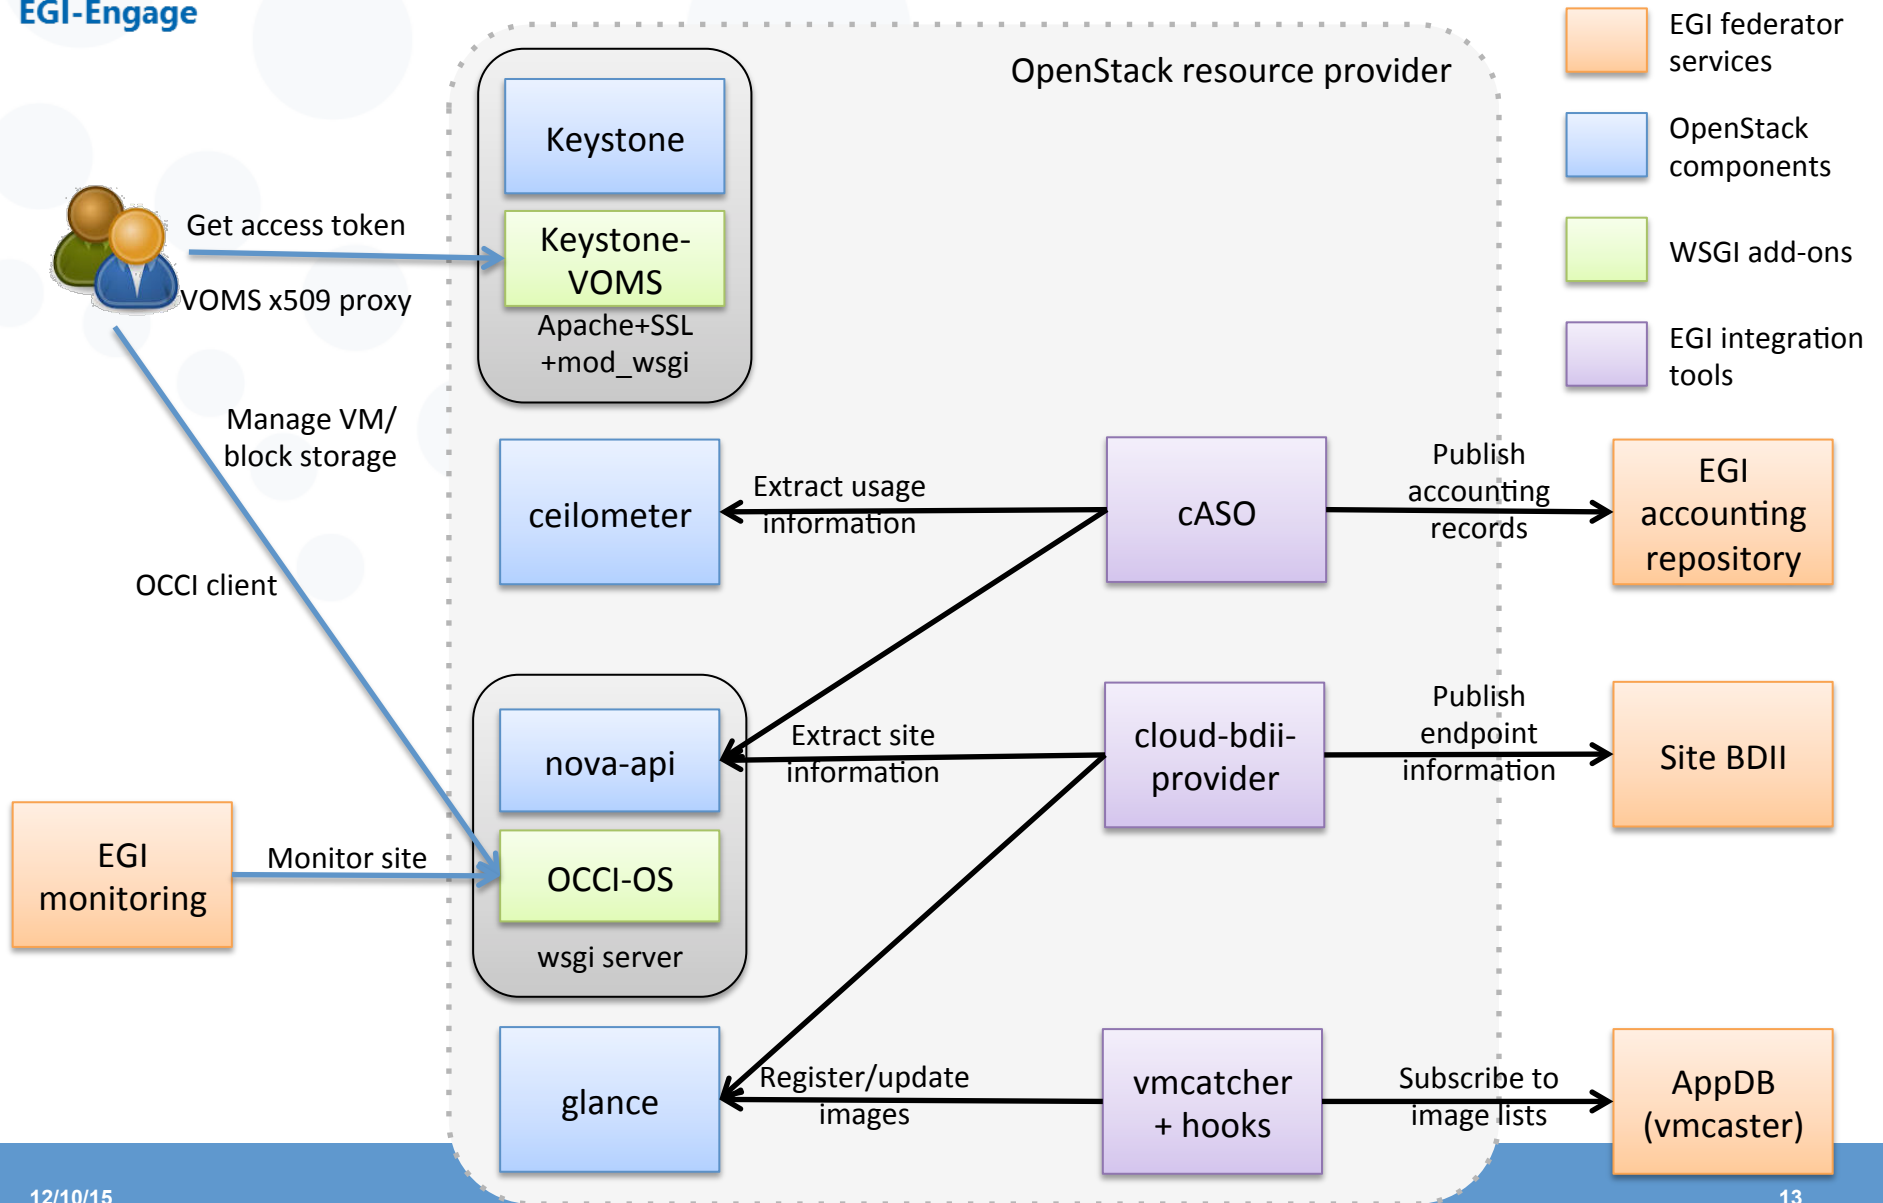 EGI-Engage
OpenStack resource provider
EGI federator
services
OpenStack
components
WSGI add-ons
EGI integration
tools
Keystone
Keystone-
VOMS
Apache+SSL
+mod_wsgi
Get access token
VOMS x509 proxy
Manage VM/
block storage
OCCI client
ceilometer
Extract usage
information
cASO
Publish
accounting
records
EGI
accounting
repository
nova-api
Extract site
information
cloud-bdii-
provider
Publish
endpoint
information
Site BDII
EGI
monitoring
Monitor site
OCCI-OS
wsgi server
glance
Register/update
images
vmcatcher
+ hooks
Subscribe to
image lists
AppDB
(vmcaster)
12/10/15
13